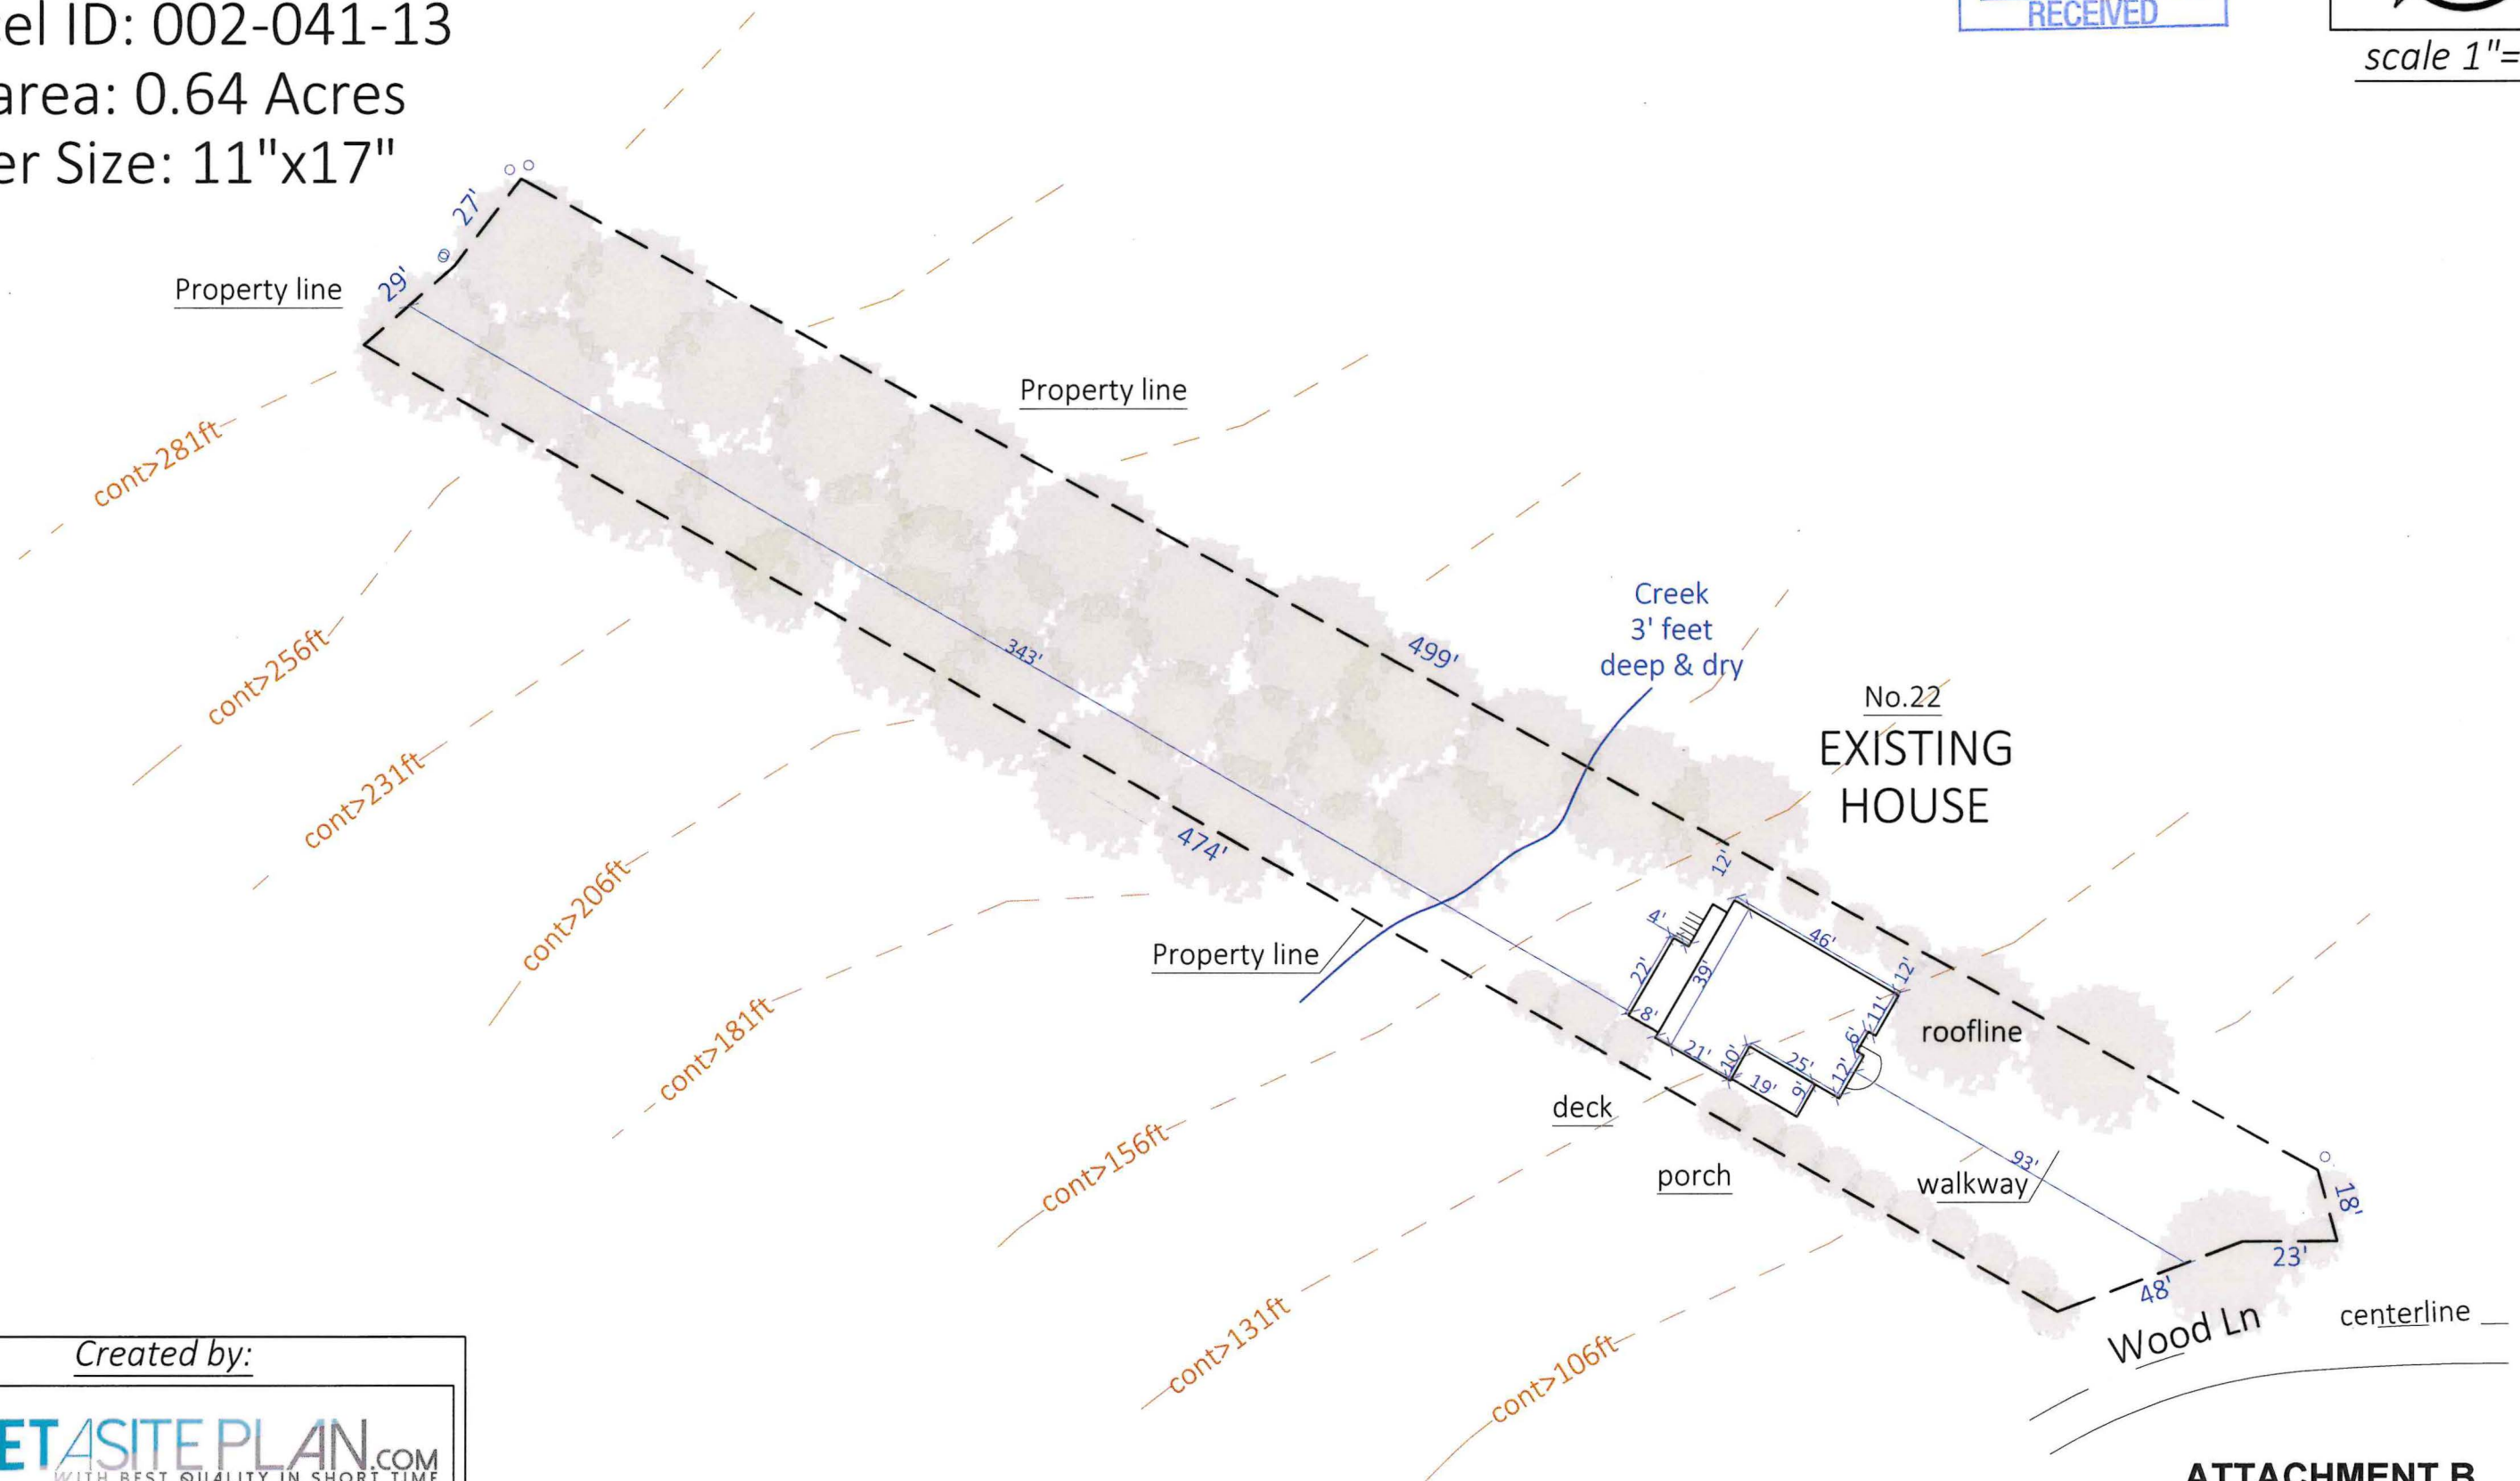 el ID: 002-041-13
area: 0.64 Acres
er Size: 11"x17"
RECEIVED
scale 1"=
27'
29'
Property line
Property line
cont>281ft
cont>256ft
cont>231ft
cont>206ft
cont>181ft
cont>156ft
cont>131ft
cont>106ft
343'
499'
474'
Creek
3' feet
deep & dry
No.22
EXISTING
HOUSE
Property line
12'
4'
46'
22'
39'
12'
8'
11'
6'
21'
10'
25'
12'
19'
9'
roofline
deck
porch
walkway
93'
18'
23'
48'
Wood Ln
centerline
Created by:
ETASITEPLAN.COM
WITH BEST QUALITY IN SHORT TIME
ATTACHMENT B